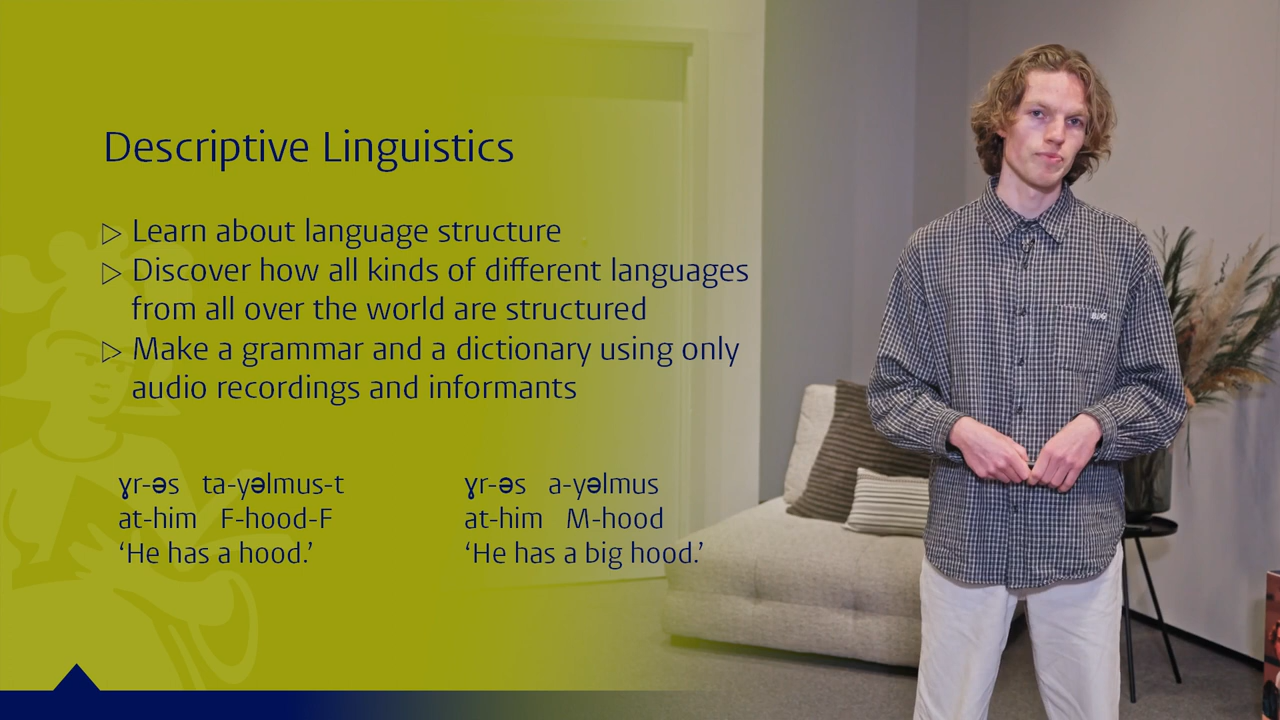 Descriptive Linguistics
▷ Learn about language structure
▷ Discover how all kinds of different languages
from all over the world are structured
▷ Make a grammar and a dictionary using only
audio recordings and informants
ɣr-əs ta-yəlmus-t
at-him F-hood-F
‘He has a hood.’
ɣr-əs a-yəlmus
at-him M-hood
‘He has a big hood.’